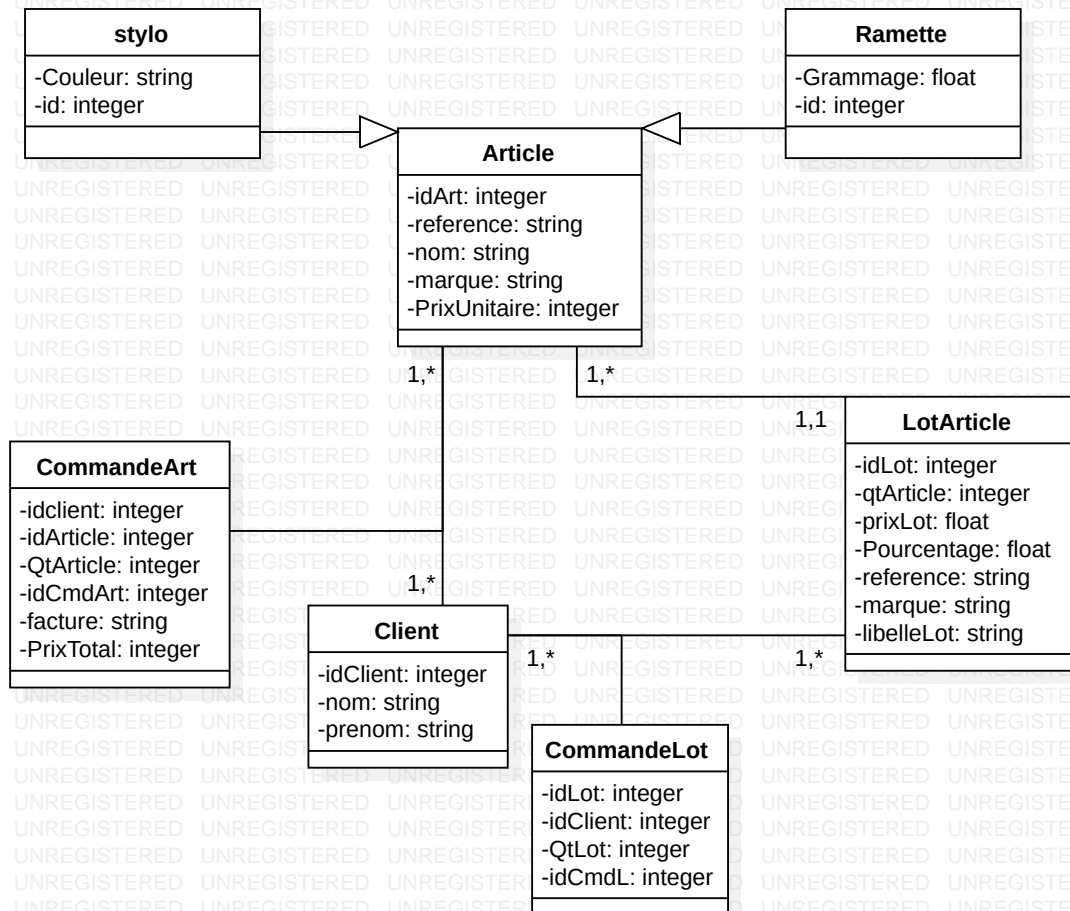 stylo
-Couleur: string
-id: integer
Ramette
-Grammage: float
-id: integer
Article
-idArt: integer
-reference: string
-nom: string
-marque: string
-PrixUnitaire: integer
1,*
1,*
1,1
LotArticle
-idLot: integer
-qtArticle: integer
-prixLot: float
-Pourcentage: float
-reference: string
-marque: string
-libelleLot: string
CommandeArt
-idclient: integer
-idArticle: integer
-QtArticle: integer
-idCmdArt: integer
-facture: string
-PrixTotal: integer
1,*
Client
-idClient: integer
-nom: string
-prenom: string
1,*
1,*
CommandeLot
-idLot: integer
-idClient: integer
-QtLot: integer
-idCmdL: integer
UNREGISTERED